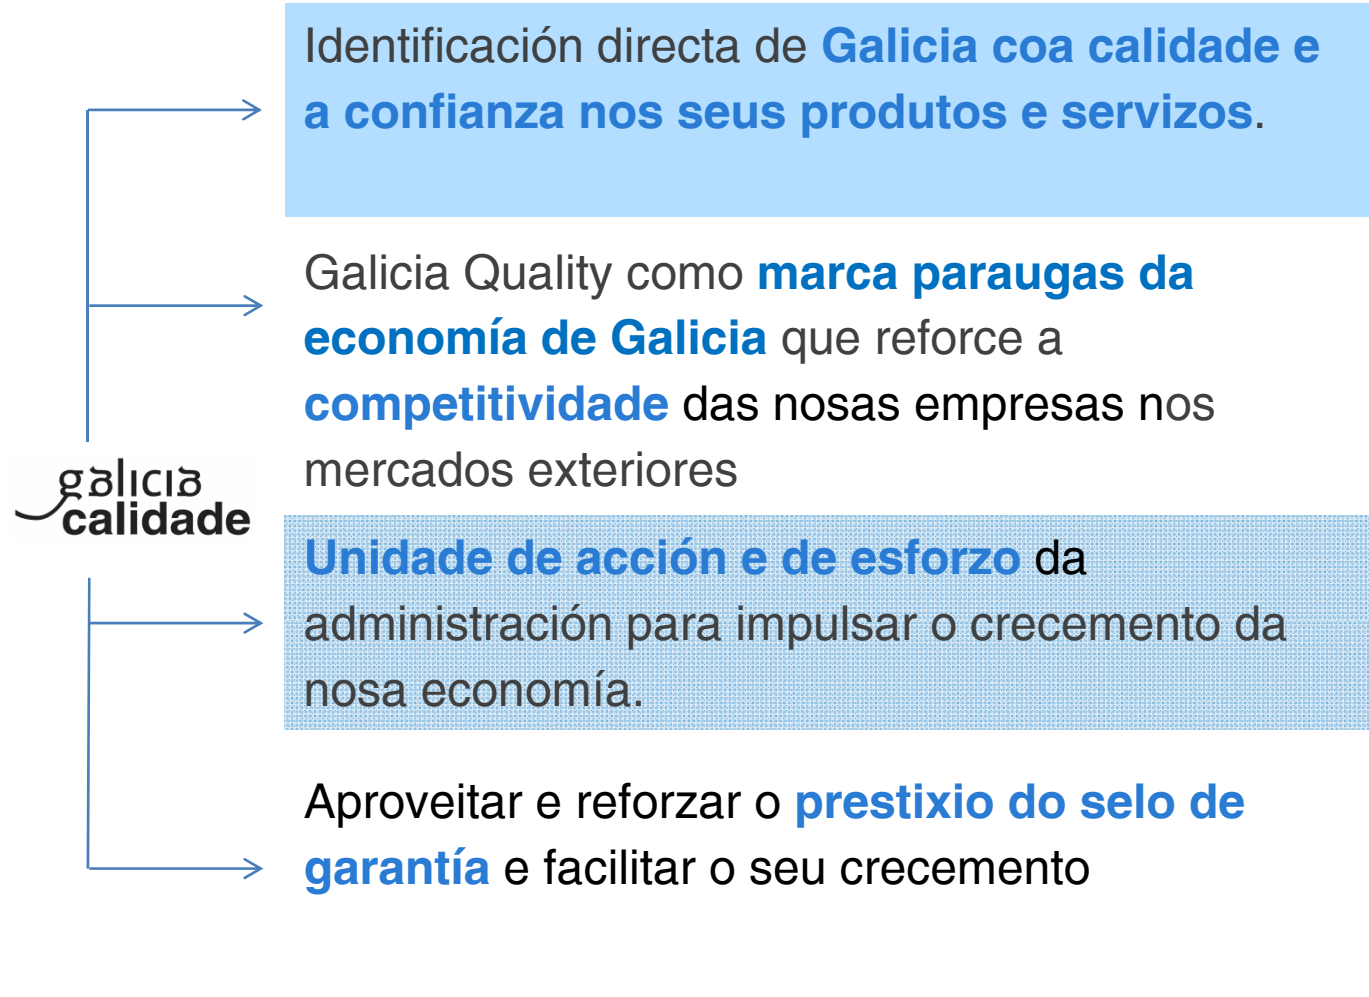 Identificación directa de Galicia coa calidade e
a confianza nos seus produtos e servizos.
Galicia Quality como marca paraugas da
economía de Galicia que reforce a
competitividade das nosas empresas nos
mercados exteriores
galicia
calidade
Unidade de acción e de esforzo da
administración para impulsar o crecemento da
nosa economía.
Aproveitar e reforzar o prestixio do selo de
garantía e facilitar o seu crecemento